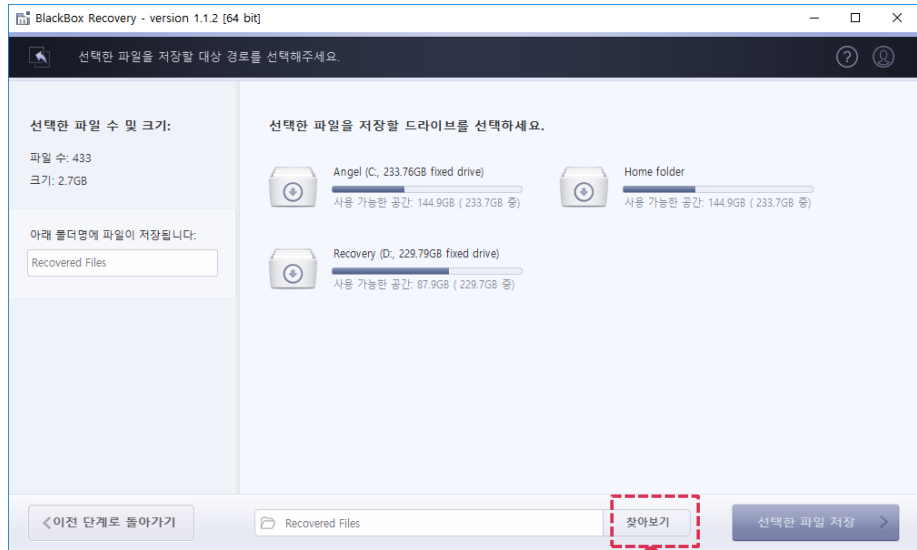 BlackBox Recovery - version 1.1.2 [64 bit]
선택한 파일을 저장할 대상 경로를 선택해주세요.
선택한 파일 수 및 크기:
파일 수: 433
크기: 2.7GB
아래 폴더명에 파일이 저장됩니다:
Recovered Files
선택한 파일을 저장할 드라이브를 선택하세요.
Angel (C:, 233.76GB fixed drive)
사용 가능한 공간: 144.9GB ( 233.7GB 중)
Home folder
사용 가능한 공간: 144.9GB ( 233.7GB 중)
Recovery (D:, 229.79GB fixed drive)
사용 가능한 공간: 87.9GB ( 229.7GB 중)
이전 단계로 돌아가기
Recovered Files
찾아보기
선택한 파일 저장